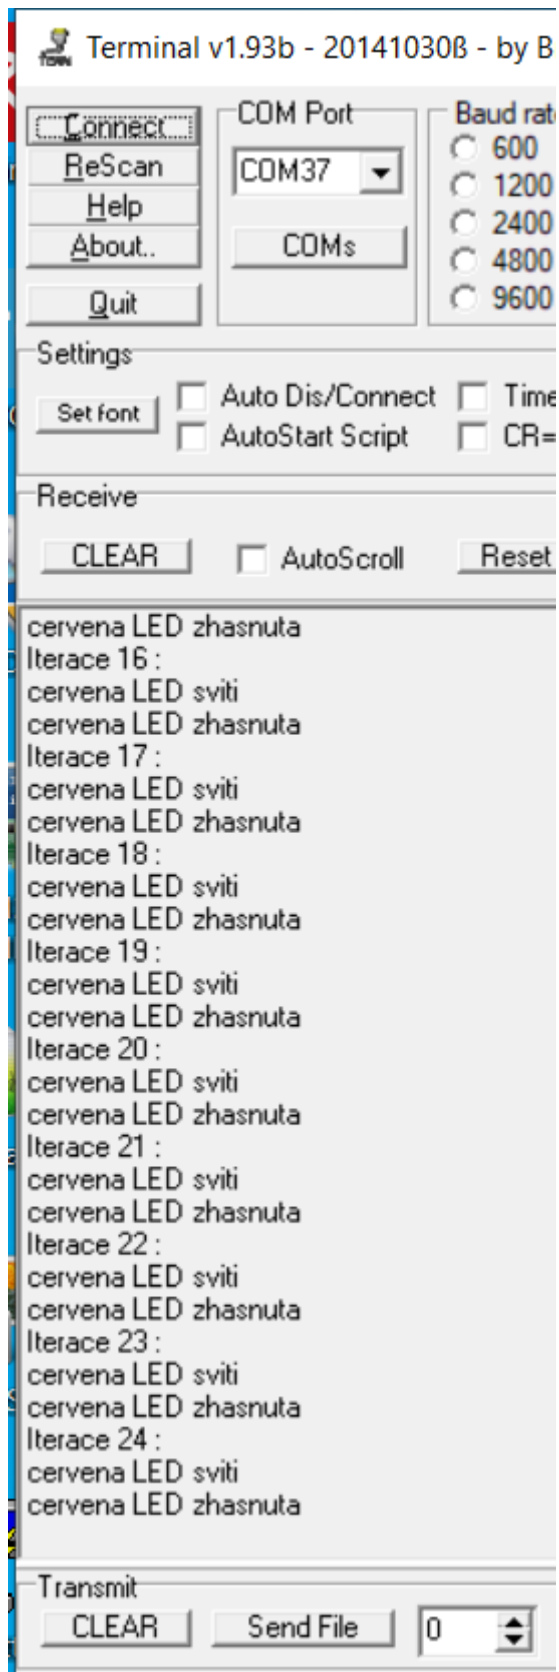 Terminal v1.93b - 20141030ß - by B
Connect
ReScan
Help
About..
Quit
COM Port
COM37
COMs
Baud rate
600
1200
2400
4800
9600
Settings
Set font
Auto Dis/Connect
AutoStart Script
Time
CR=
Receive
CLEAR
AutoScroll
Reset
cervena LED zhasnuta
Iterace 16 :
cervena LED sviti
cervena LED zhasnuta
Iterace 17 :
cervena LED sviti
cervena LED zhasnuta
Iterace 18 :
cervena LED sviti
cervena LED zhasnuta
Iterace 19 :
cervena LED sviti
cervena LED zhasnuta
Iterace 20 :
cervena LED sviti
cervena LED zhasnuta
Iterace 21 :
cervena LED sviti
cervena LED zhasnuta
Iterace 22 :
cervena LED sviti
cervena LED zhasnuta
Iterace 23 :
cervena LED sviti
cervena LED zhasnuta
Iterace 24 :
cervena LED sviti
cervena LED zhasnuta
Transmit
CLEAR
Send File
0